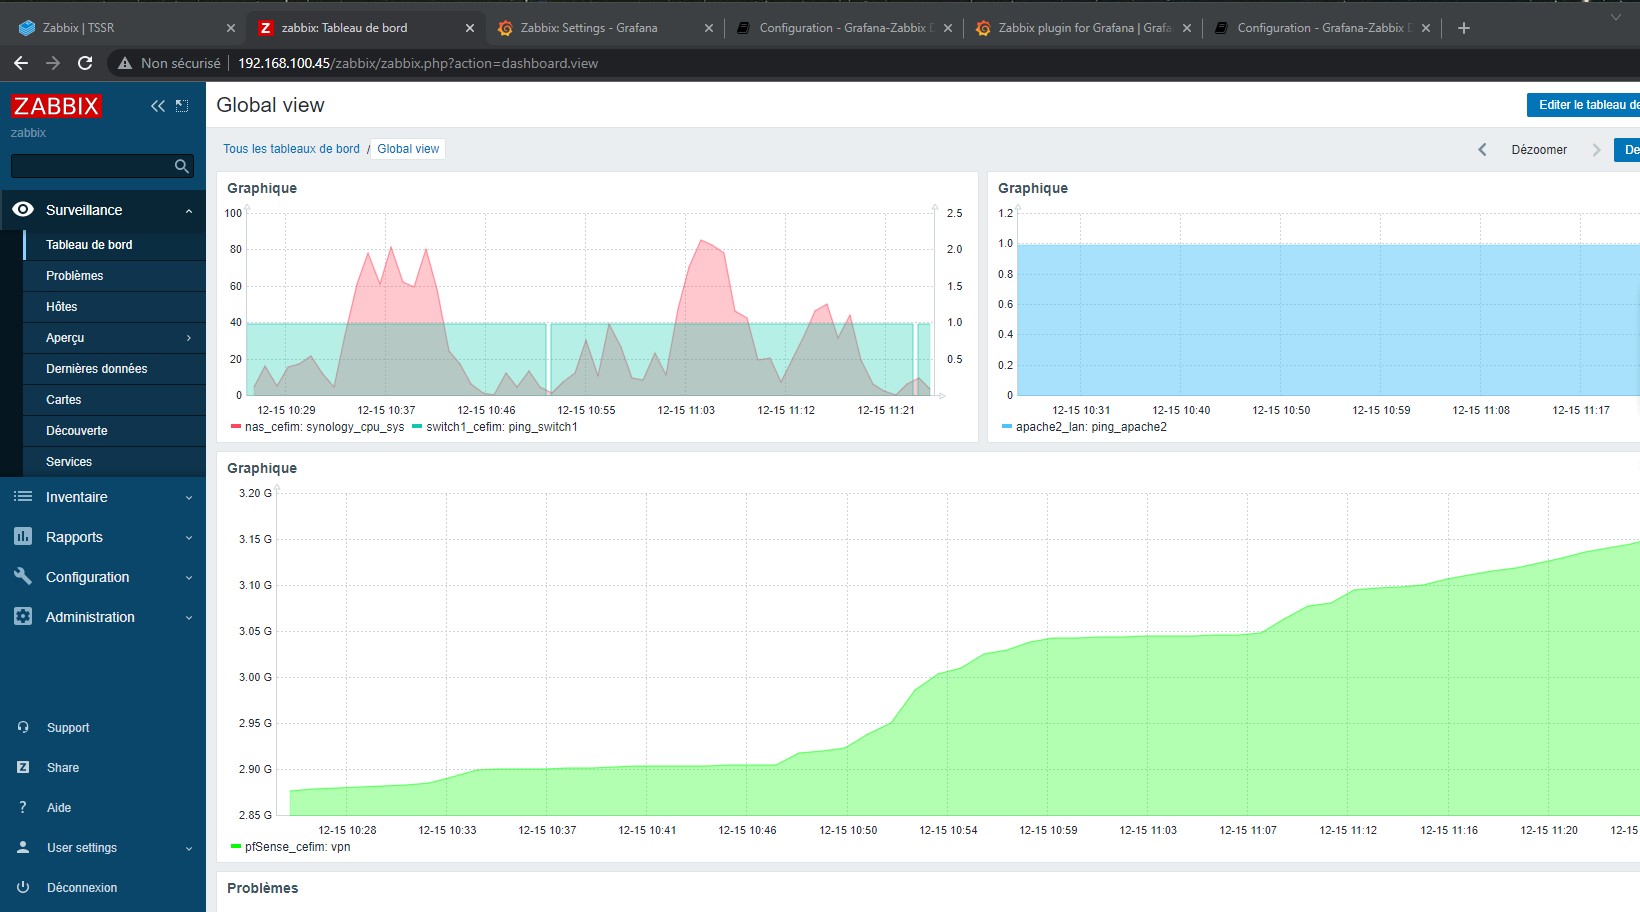 Zabbix | TSSR
zabbix: Tableau de bord
Zabbix: Settings - Grafana
Configuration - Grafana-Zabbix D
Zabbix plugin for Grafana | Grafa
Configuration - Grafana-Zabbix D
Non sécurisé
192.168.100.45/zabbix/zabbix.php?action=dashboard.view
ZABBIX
zabbix
Surveillance
Tableau de bord
Problèmes
Hôtes
Aperçu
Dernières données
Cartes
Découverte
Services
Inventaire
Rapports
Configuration
Administration
Support
Z Share
? Aide
User settings
Déconnexion
Global view
Editer le tableau de
Tous les tableaux de bord / Global view
Dézoomer
De
Graphique
100
80
60
40
20
0
2.5
2.0
1.5
1.0
0.5
12-15 10:29 12-15 10:37 12-15 10:46 12-15 10:55 12-15 11:03 12-15 11:12 12-15 11:21
nas_cefim: synology_cpu_sys switch1_cefim: ping_switch1
Graphique
1.2
1.0
0.8
0.6
0.4
0.2
0
12-15 10:31 12-15 10:40 12-15 10:50 12-15 10:59 12-15 11:08 12-15 11:17
apache2_lan: ping_apache2
Graphique
3.20 G
3.15 G
3.10 G
3.05 G
3.00 G
2.95 G
2.90 G
2.85 G
12-15 10:28 12-15 10:33 12-15 10:37 12-15 10:41 12-15 10:46 12-15 10:50 12-15 10:54 12-15 10:59 12-15 11:03 12-15 11:07 12-15 11:12 12-15 11:16 12-15 11:20 12-15
pfSense_cefim: vpn
Problèmes